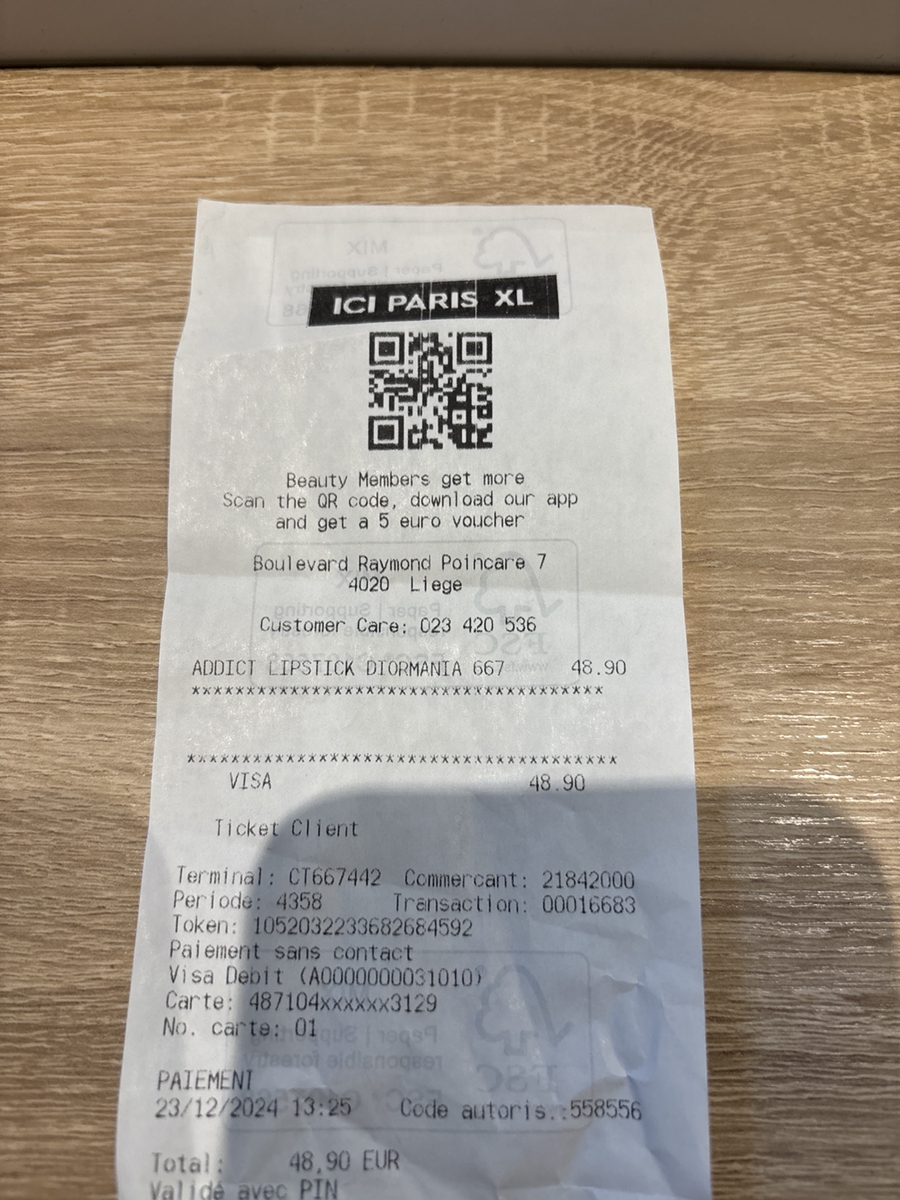 ICI PARIS XL
Beauty Members get more
Scan the QR code, download our app
and get a 5 euro voucher
Boulevard Raymond Poincare 7
4020 Liege
Customer Care: 023 420 536
ADDICT LIPSTICK DIORMANIA 667 48.90
***************************************
***************************************
VISA 48.90
Ticket Client
Terminal: CT667442 Commercant: 21842000
Periode: 4358 Transaction: 00016683
Token: 1052032233682684592
Paiement sans contact
Visa Debit (A0000000031010)
Carte: 487104xxxxxx3129
No. carte: 01
PAIEMENT
23/12/2024 13:25 Code autoris.:558556
Total: 48,90 EUR
Validé avec PIN